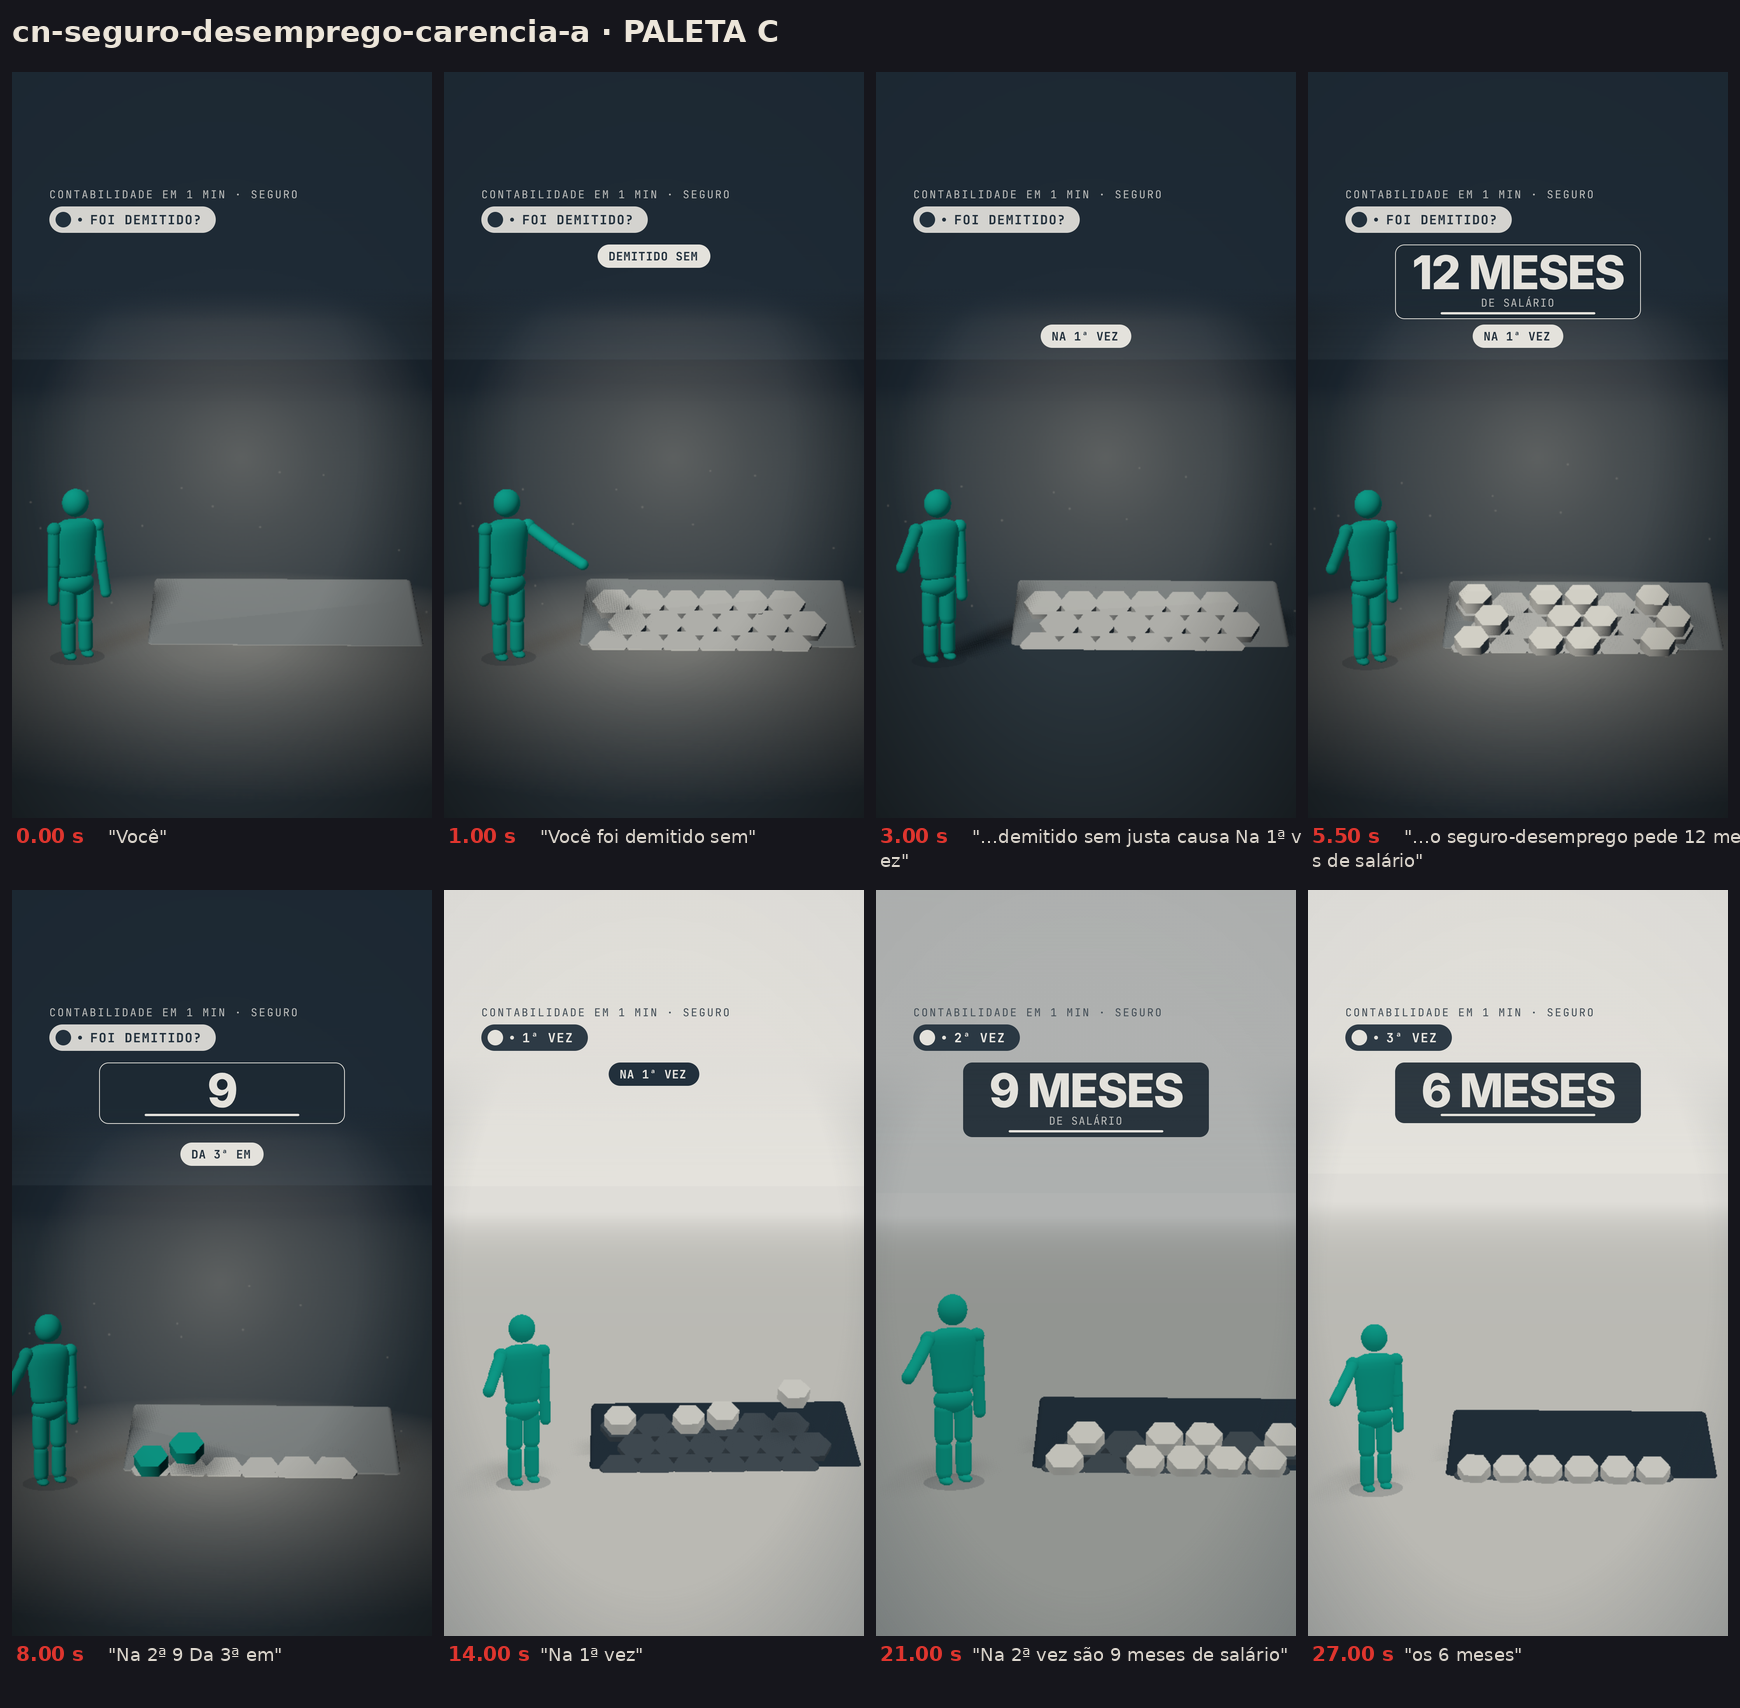 cn-seguro-desemprego-carencia-a · PALETA C
CONTABILIDADE EM 1 MIN · SEGURO
• FOI DEMITIDO?
0.00 s "Você"
CONTABILIDADE EM 1 MIN · SEGURO
• FOI DEMITIDO?
DEMITIDO SEM
1.00 s "Você foi demitido sem"
CONTABILIDADE EM 1 MIN · SEGURO
• FOI DEMITIDO?
NA 1ª VEZ
3.00 s "...demitido sem justa causa Na 1ª v
ez"
CONTABILIDADE EM 1 MIN · SEGURO
• FOI DEMITIDO?
12 MESES
DE SALÁRIO
NA 1ª VEZ
5.50 s "...o seguro-desemprego pede 12 me
s de salário"
CONTABILIDADE EM 1 MIN · SEGURO
• FOI DEMITIDO?
9
DA 3ª EM
8.00 s "Na 2ª 9 Da 3ª em"
CONTABILIDADE EM 1 MIN · SEGURO
• 1ª VEZ
NA 1ª VEZ
14.00 s "Na 1ª vez"
CONTABILIDADE EM 1 MIN · SEGURO
• 2ª VEZ
9 MESES
DE SALÁRIO
21.00 s "Na 2ª vez são 9 meses de salário"
CONTABILIDADE EM 1 MIN · SEGURO
• 3ª VEZ
6 MESES
27.00 s "os 6 meses"